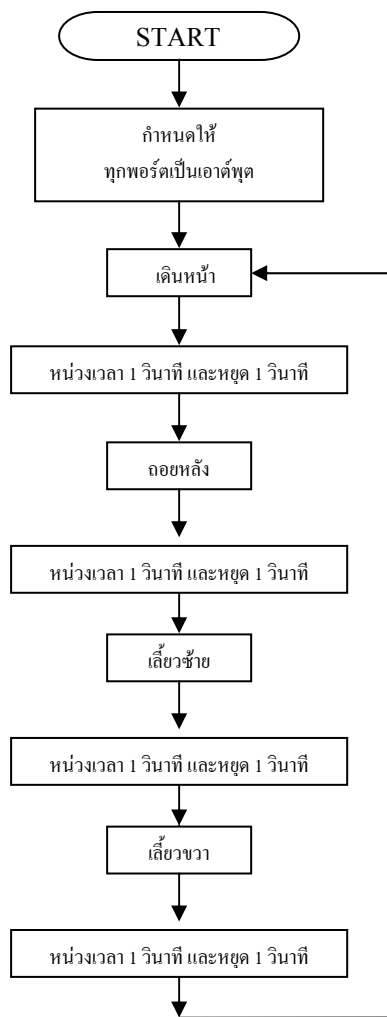 START
กำหนดให้
ทุกพอร์ตเป็นเอาต์พุต
เดินหน้า
หน่วงเวลา 1 วินาที และหยุด 1 วินาที
ถอยหลัง
หน่วงเวลา 1 วินาที และหยุด 1 วินาที
เลี้ยวซ้าย
หน่วงเวลา 1 วินาที และหยุด 1 วินาที
เลี้ยวขวา
หน่วงเวลา 1 วินาที และหยุด 1 วินาที